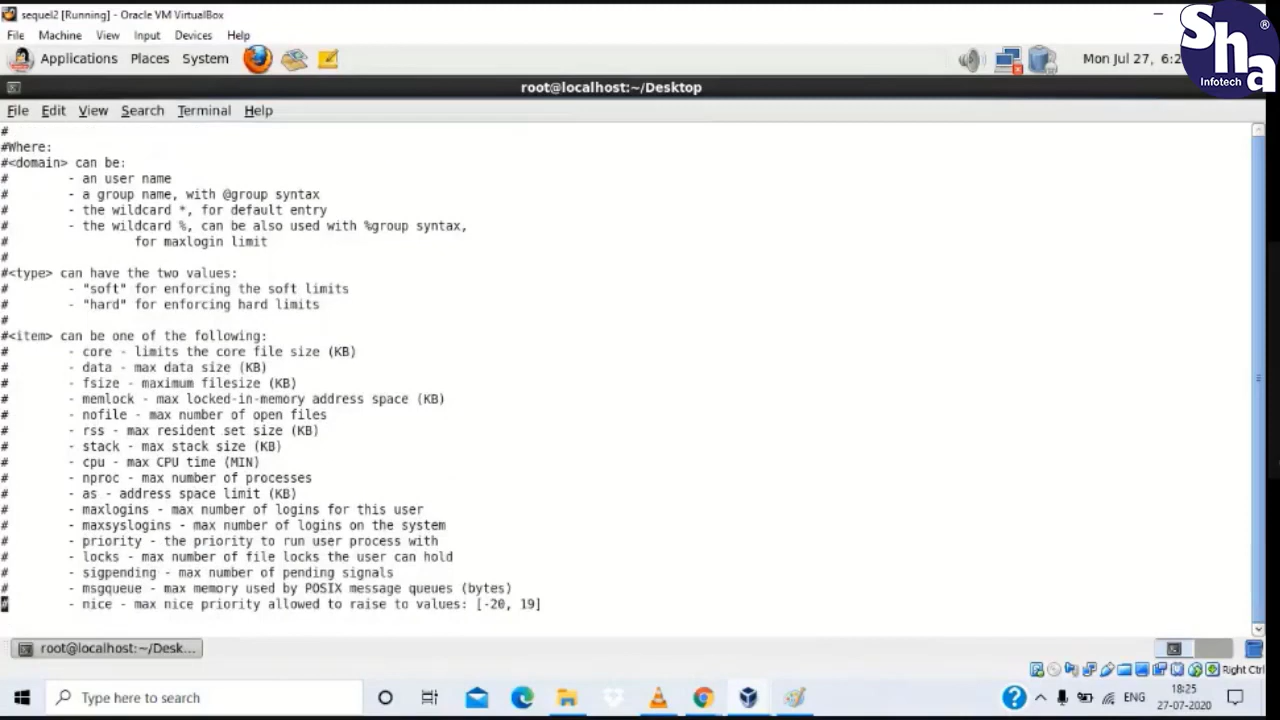 sequel2 [Running] - Oracle VM VirtualBox
File Machine View Input Devices Help
Applications Places System
Mon Jul 27, 6:2
Sha
®
Infotech
root@localhost:~/Desktop
File Edit View Search Terminal Help
#
#Where:
#<domain> can be:
# - an user name
# - a group name, with @group syntax
# - the wildcard *, for default entry
# - the wildcard %, can be also used with %group syntax,
# for maxlogin limit
#
#<type> can have the two values:
# - "soft" for enforcing the soft limits
# - "hard" for enforcing hard limits
#
#<item> can be one of the following:
# - core - limits the core file size (KB)
# - data - max data size (KB)
# - fsize - maximum filesize (KB)
# - memlock - max locked-in-memory address space (KB)
# - nofile - max number of open files
# - rss - max resident set size (KB)
# - stack - max stack size (KB)
# - cpu - max CPU time (MIN)
# - nproc - max number of processes
# - as - address space limit (KB)
# - maxlogins - max number of logins for this user
# - maxsyslogins - max number of logins on the system
# - priority - the priority to run user process with
# - locks - max number of file locks the user can hold
# - sigpending - max number of pending signals
# - msgqueue - max memory used by POSIX message queues (bytes)
# - nice - max nice priority allowed to raise to values: [-20, 19]
root@localhost:~/Desk...
Right Ctrl
Type here to search
ENG
18:25
27-07-2020